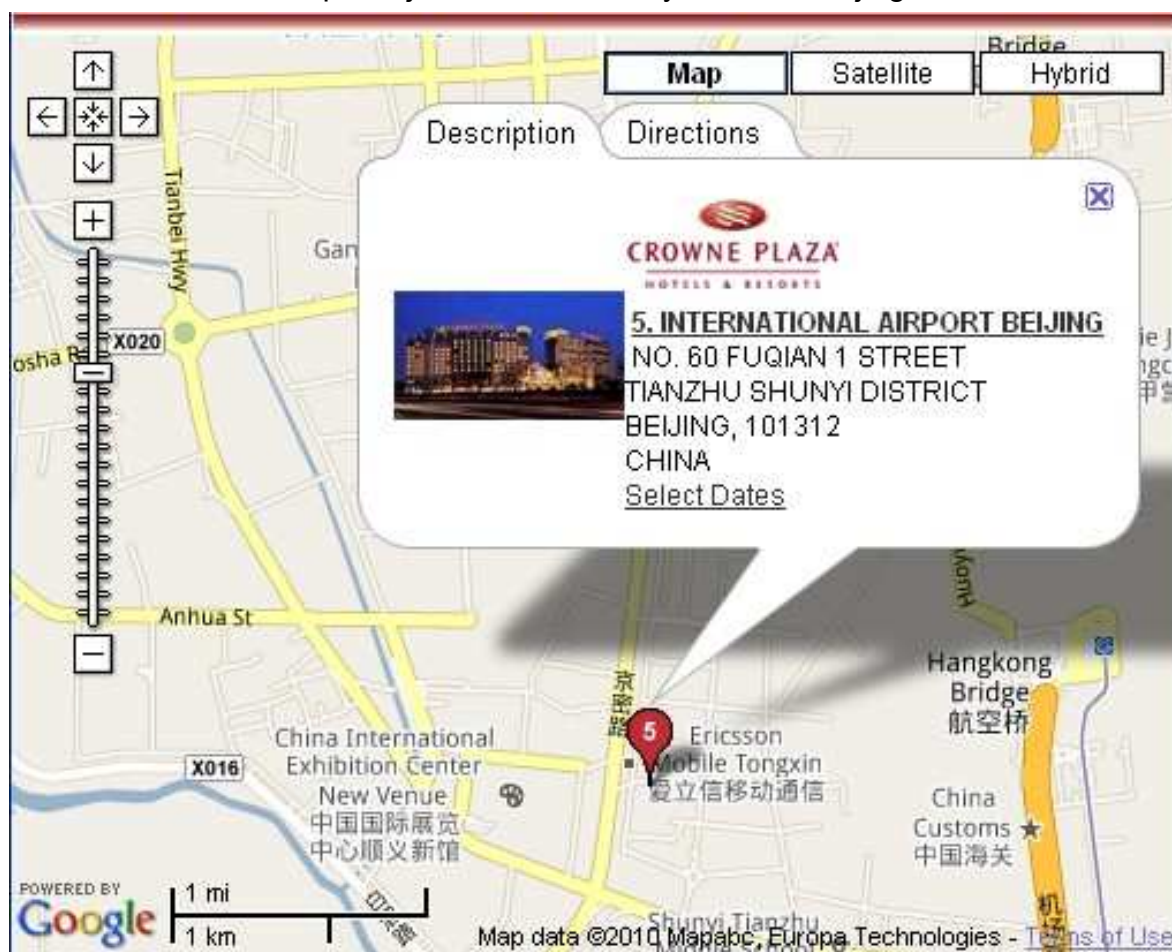 Bridge
Map
Satellite
Hybrid
Description
Directions
CROWNE PLAZA
HOTELS & RESORTS
5. INTERNATIONAL AIRPORT BEIJING
NO. 60 FUQIAN 1 STREET
TIANZHU SHUNYI DISTRICT
BEIJING, 101312
CHINA
Select Dates
Tianbei Hwy
Gan
X020
osha R
Anhua St
京密路
Huoyun
Hangkong
Bridge
航空桥
5
Ericsson
Mobile Tongxin
爱立信移动通信
China International
Exhibition Center
New Venue
中国国际展览
中心顺义新馆
X016
China
Customs
中国海关
机场
Shunyi Tianzhu
POWERED BY
Google
1 mi
1 km
Map data ©2010 Mapabc, Europa Technologies - Terms of Use